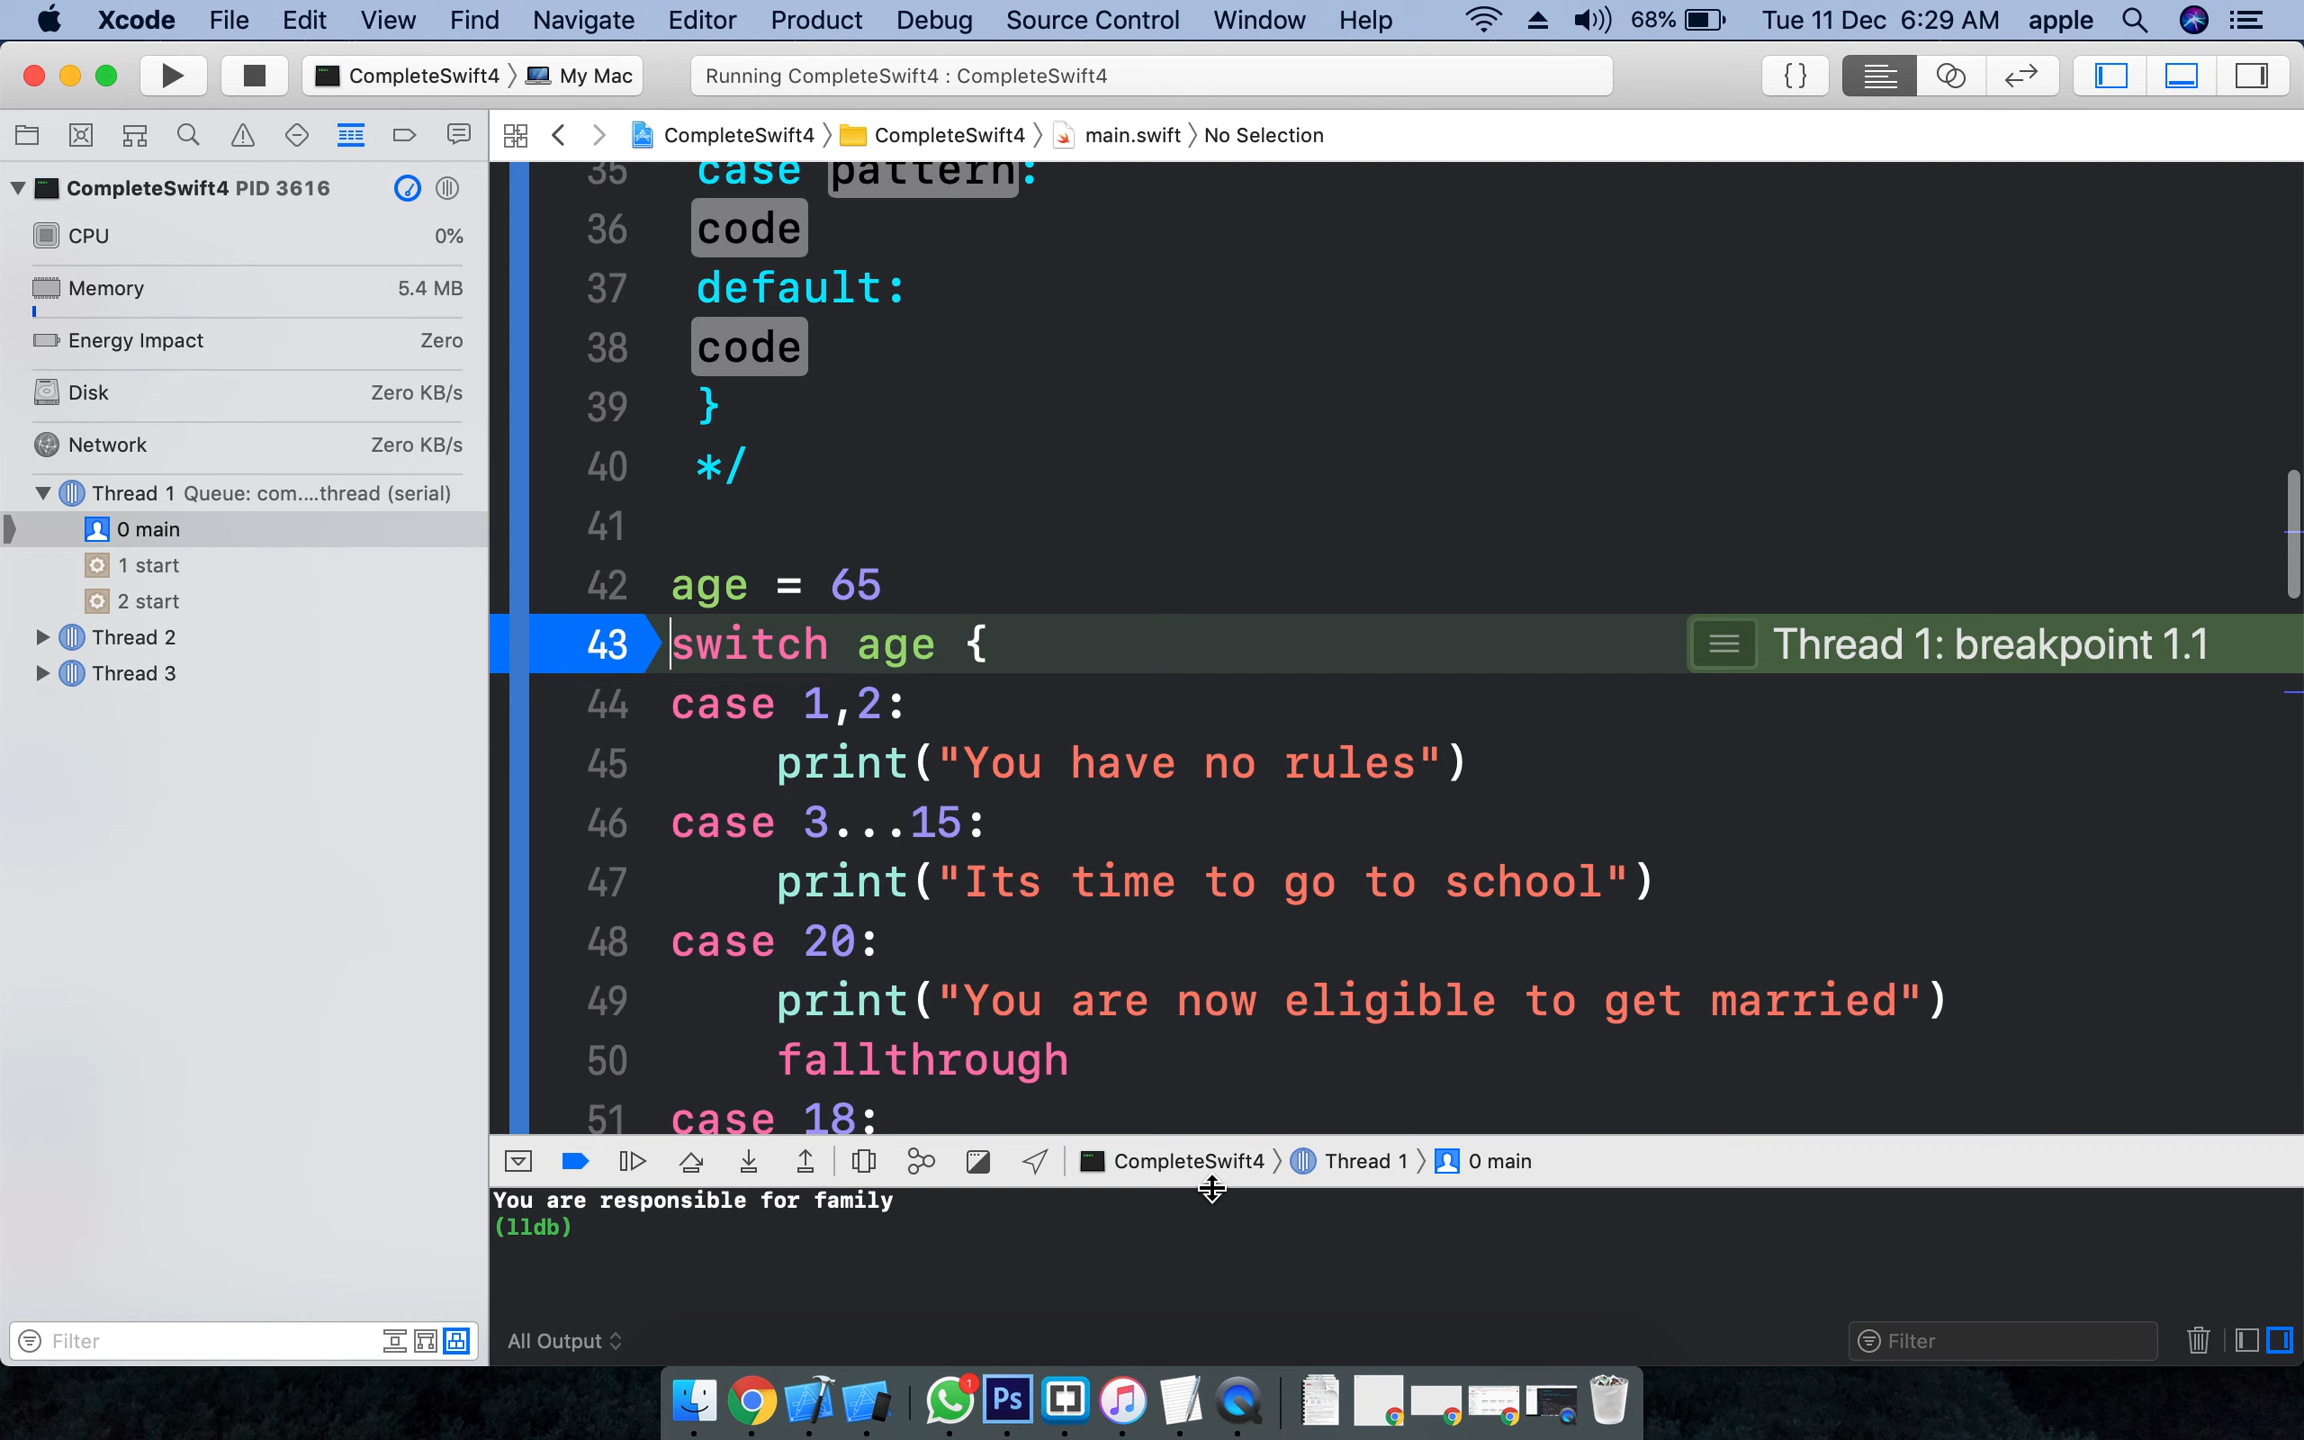 Xcode File Edit View Find Navigate Editor Product Debug Source Control Window Help 68% Tue 11 Dec 6:29 AM apple
CompleteSwift4 My Mac Running CompleteSwift4 : CompleteSwift4 {}
CompleteSwift4 CompleteSwift4 main.swift No Selection
CompleteSwift4 PID 3616
CPU 0%
Memory 5.4 MB
Energy Impact Zero
Disk Zero KB/s
Network Zero KB/s
Thread 1 Queue: com....thread (serial)
0 main
1 start
2 start
Thread 2
Thread 3
Filter
35 case pattern:
36 code
37 default:
38 code
39 }
40 */
41
42 age = 65
43 switch age { Thread 1: breakpoint 1.1
44 case 1,2:
45 print("You have no rules")
46 case 3...15:
47 print("Its time to go to school")
48 case 20:
49 print("You are now eligible to get married")
50 fallthrough
51 case 18:
CompleteSwift4 Thread 1 0 main
You are responsible for family
(lldb)
All Output Filter
1
Ps